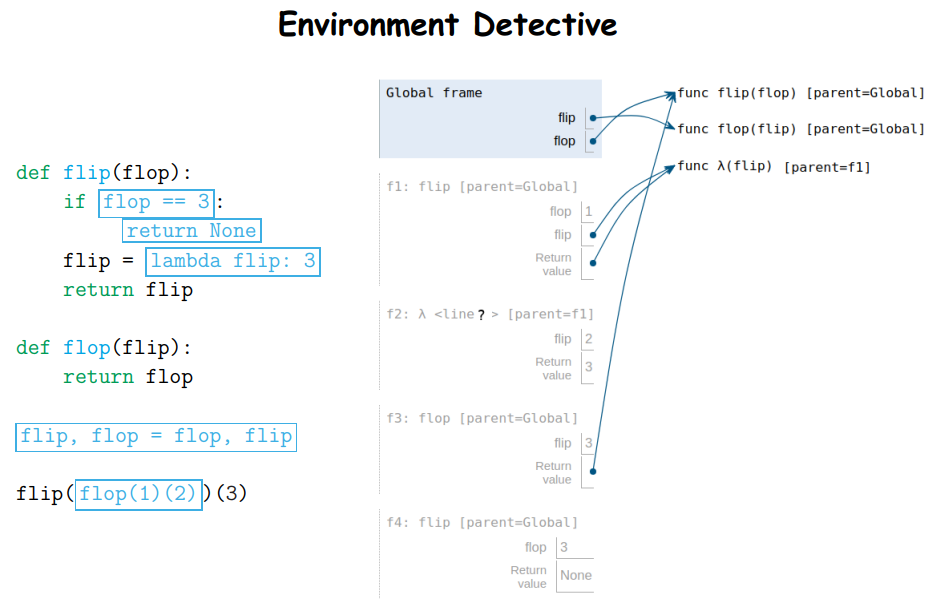 Environment Detective
def flip(flop):
if flop == 3:
return None
flip = lambda flip: 3
return flip
def flop(flip):
return flop
flip, flop = flop, flip
flip(flop(1)(2))(3)
Global frame
flip
flop
f1: flip [parent=Global]
flop 1
flip
Return
value
f2: λ <line ? > [parent=f1]
flip 2
Return
value 3
f3: flop [parent=Global]
flip 3
Return
value
f4: flip [parent=Global]
flop 3
Return
value None
func flip(flop) [parent=Global]
func flop(flip) [parent=Global]
func λ(flip) [parent=f1]